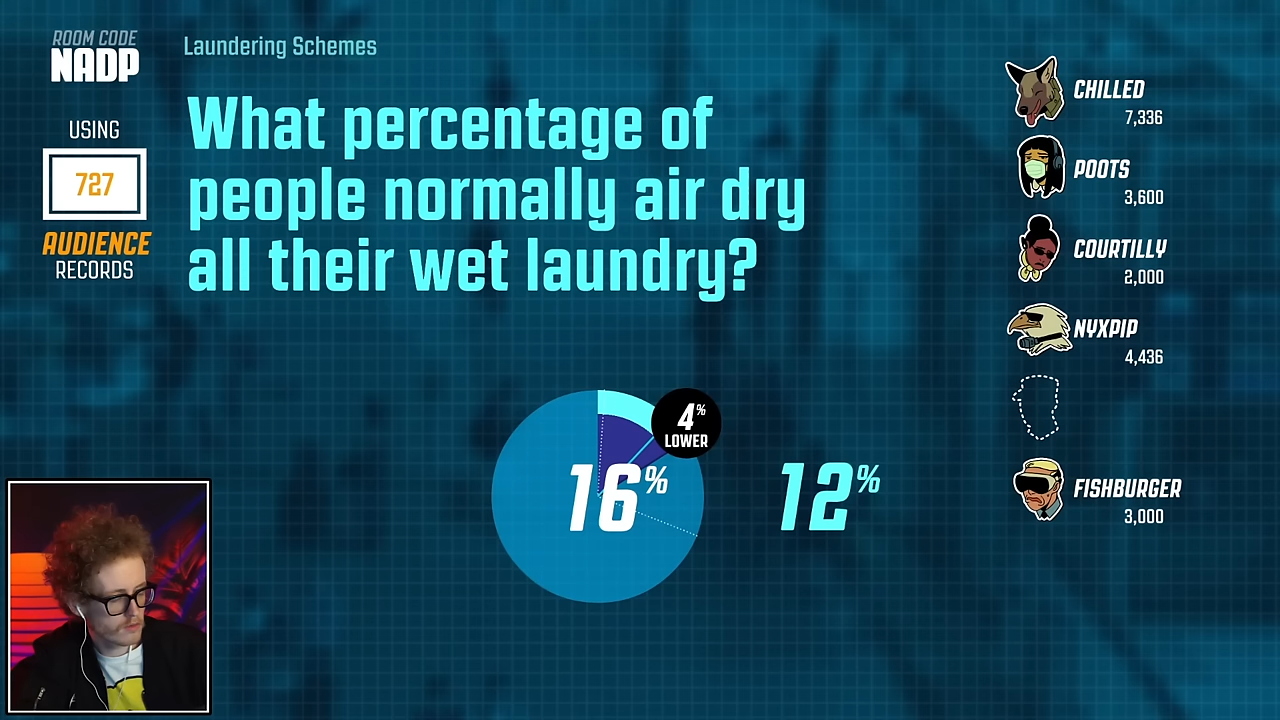 ROOM CODE
NADP
USING
727
AUDIENCE
RECORDS
Laundering Schemes
What percentage of
people normally air dry
all their wet laundry?
4%
LOWER
16%
12%
CHILLED
7,336
POOTS
3,600
COURTILLY
2,000
NYXPIP
4,436
FISHBURGER
3,000